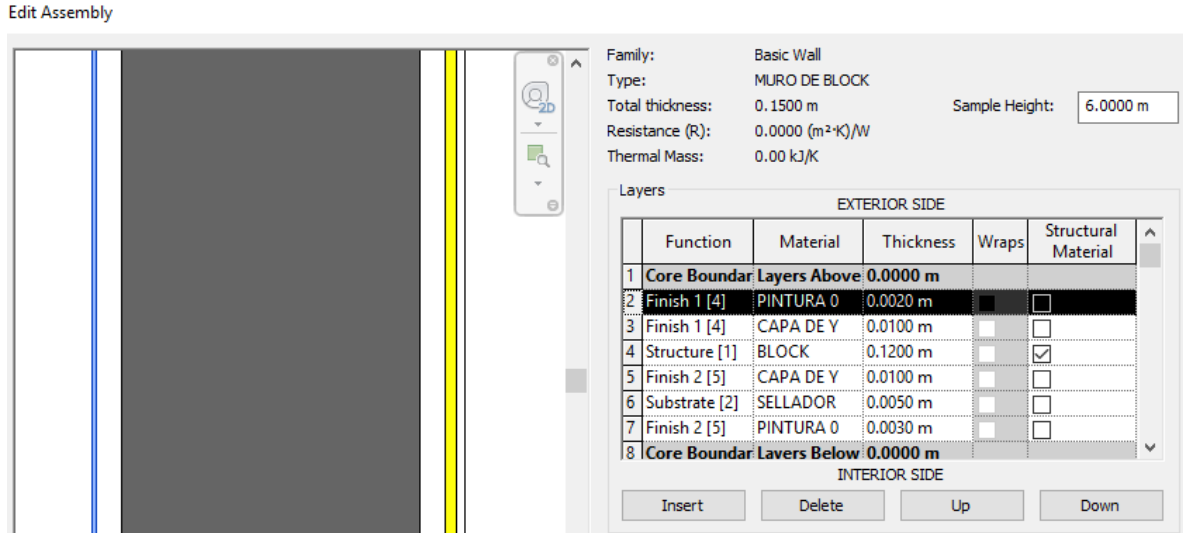 Edit Assembly
2D
Family: Basic Wall
Type: MURO DE BLOCK
Total thickness: 0.1500 m Sample Height: 6.0000 m
Resistance (R): 0.0000 (m²·K)/W
Thermal Mass: 0.00 kJ/K
Layers
EXTERIOR SIDE
Function Material Thickness Wraps Structural Material
1 Core Boundar Layers Above 0.0000 m
2 Finish 1 [4] PINTURA 0 0.0020 m
3 Finish 1 [4] CAPA DE Y 0.0100 m
4 Structure [1] BLOCK 0.1200 m
5 Finish 2 [5] CAPA DE Y 0.0100 m
6 Substrate [2] SELLADOR 0.0050 m
7 Finish 2 [5] PINTURA 0 0.0030 m
8 Core Boundar Layers Below 0.0000 m
INTERIOR SIDE
Insert Delete Up Down